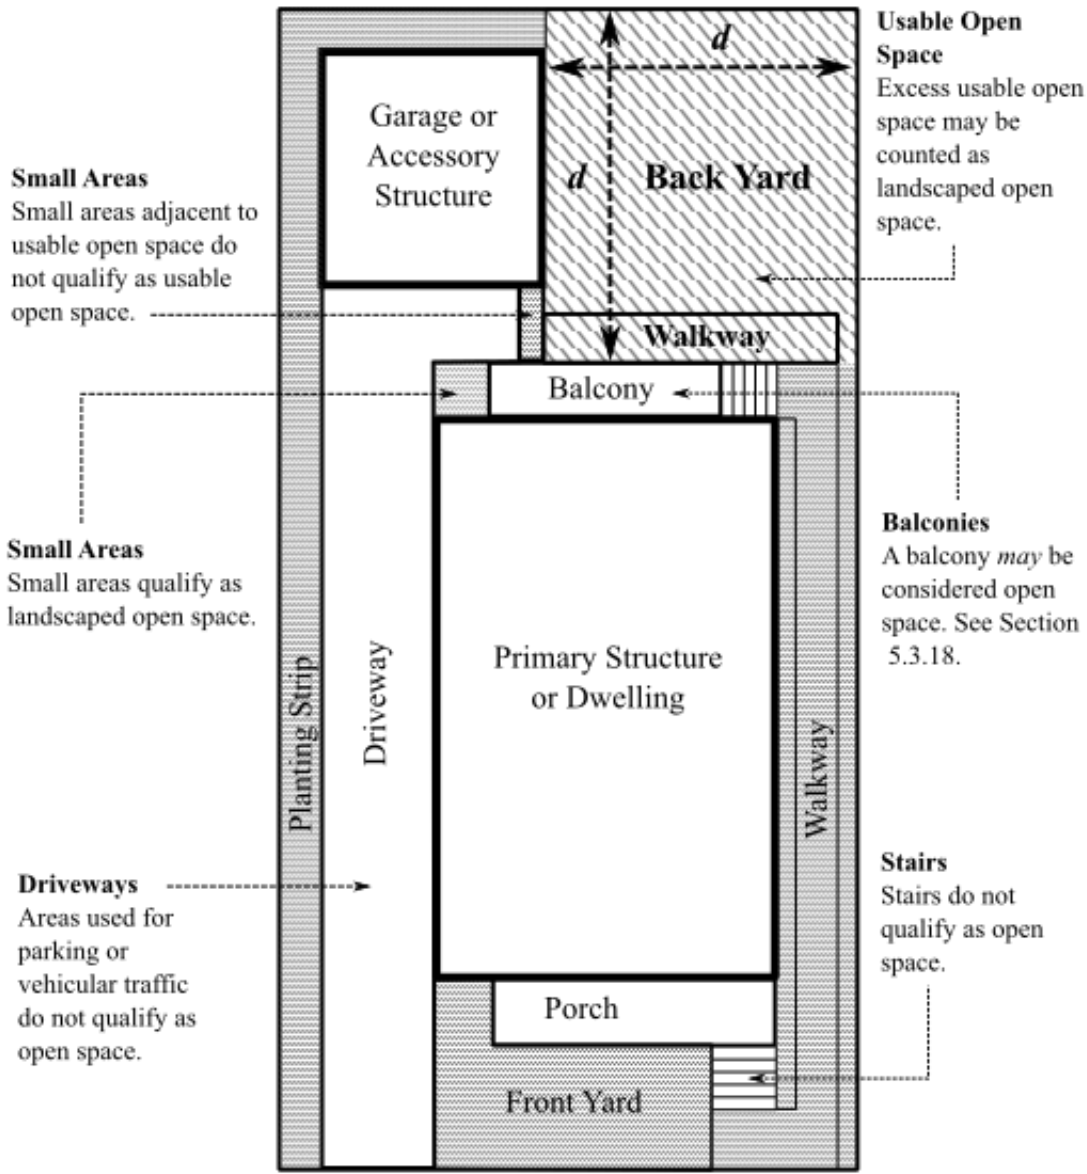 Usable Open
Space
Excess usable open
space may be
counted as
landscaped open
space.
d
d
Back Yard
Garage or
Accessory
Structure
Small Areas
Small areas adjacent to
usable open space do
not qualify as usable
open space.
Walkway
Balcony
Small Areas
Small areas qualify as
landscaped open space.
Balconies
A balcony may be
considered open
space. See Section
5.3.18.
Primary Structure
or Dwelling
Planting Strip
Driveway
Walkway
Driveways
Areas used for
parking or
vehicular traffic
do not qualify as
open space.
Stairs
Stairs do not
qualify as open
space.
Porch
Front Yard